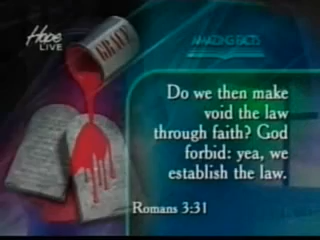 Hope
LIVE
GRACE
AMAZING FACTS
Do we then make
void the law
through faith? God
forbid: yea, we
establish the law.
Romans 3:31